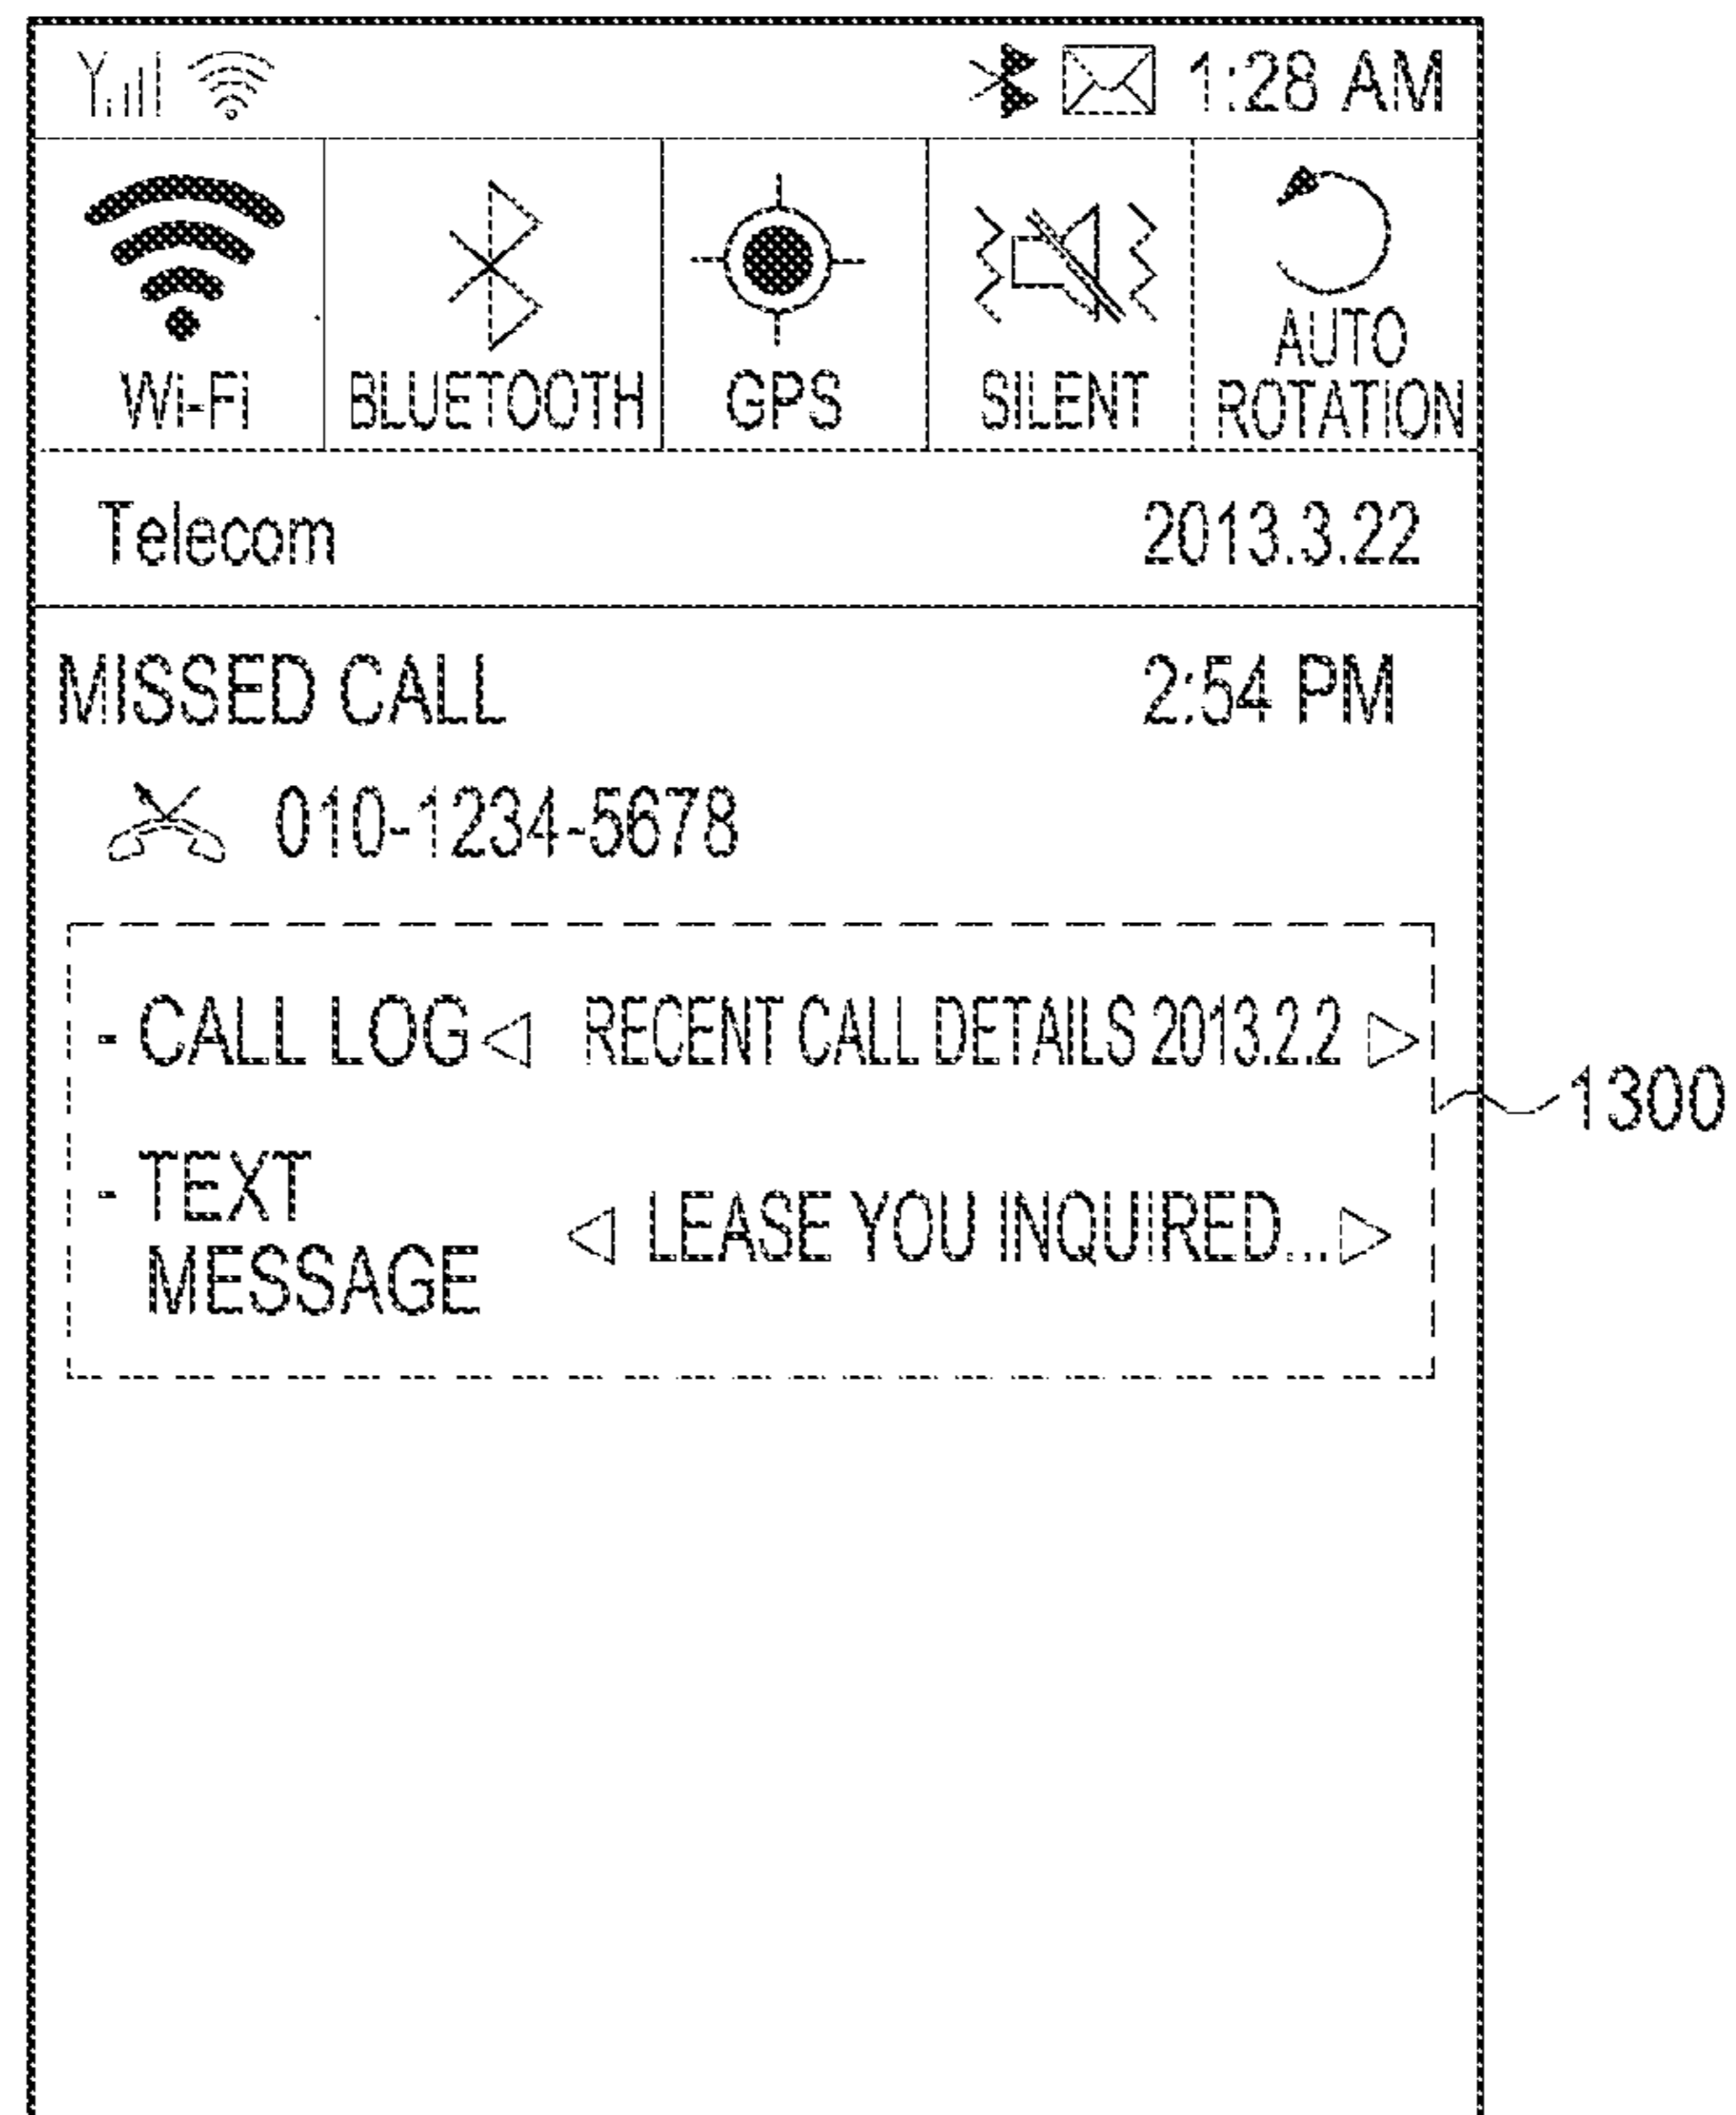 1:28 AM
Wi-Fi BLUETOOTH GPS SILENT AUTO ROTATION
Telecom 2013.3.22
MISSED CALL 2:54 PM
010-1234-5678
- CALL LOG ◁ RECENT CALL DETAILS 2013.2.2 ▷
- TEXT MESSAGE ◁ LEASE YOU INQUIRED... ▷
1300